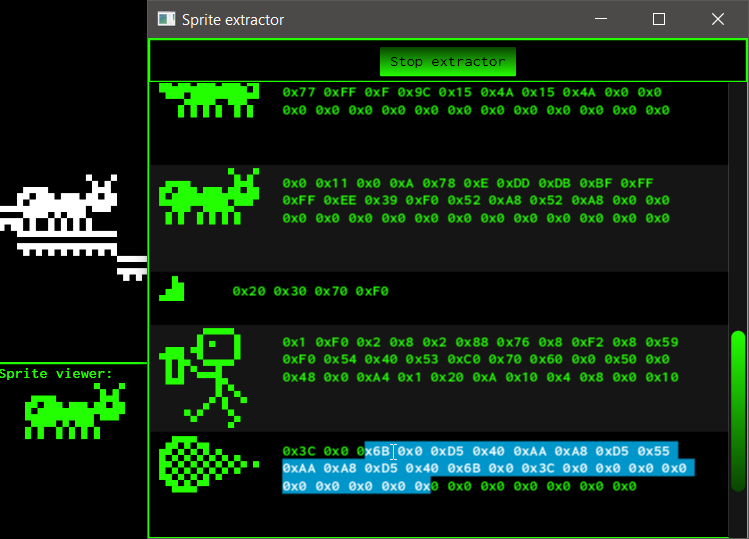 Sprite extractor
Stop extractor
0x77 0xFF 0xF 0x9C 0x15 0x4A 0x15 0x4A 0x0 0x0
0x0 0x0 0x0 0x0 0x0 0x0 0x0 0x0 0x0 0x0
0x0 0x11 0x0 0xA 0x78 0xE 0xDD 0xDB 0xBF 0xFF
0xFF 0xEE 0x39 0xF0 0x52 0xA8 0x52 0xA8 0x0 0x0
0x0 0x0 0x0 0x0 0x0 0x0 0x0 0x0 0x0 0x0
0x20 0x30 0x70 0xF0
0x1 0xF0 0x2 0x8 0x2 0x88 0x76 0x8 0xF2 0x8 0x59
0xF0 0x54 0x40 0x53 0xC0 0x70 0x60 0x0 0x50 0x0
0x48 0x0 0xA4 0x1 0x20 0xA 0x10 0x4 0x8 0x0 0x10
Sprite viewer:
0x3C 0x0 0x6B 0x0 0xD5 0x40 0xAA 0xA8 0xD5 0x55
0xAA 0xA8 0xD5 0x40 0x6B 0x0 0x3C 0x0 0x0 0x0 0x0
0x0 0x0 0x0 0x0 0x0 0x0 0x0 0x0 0x0